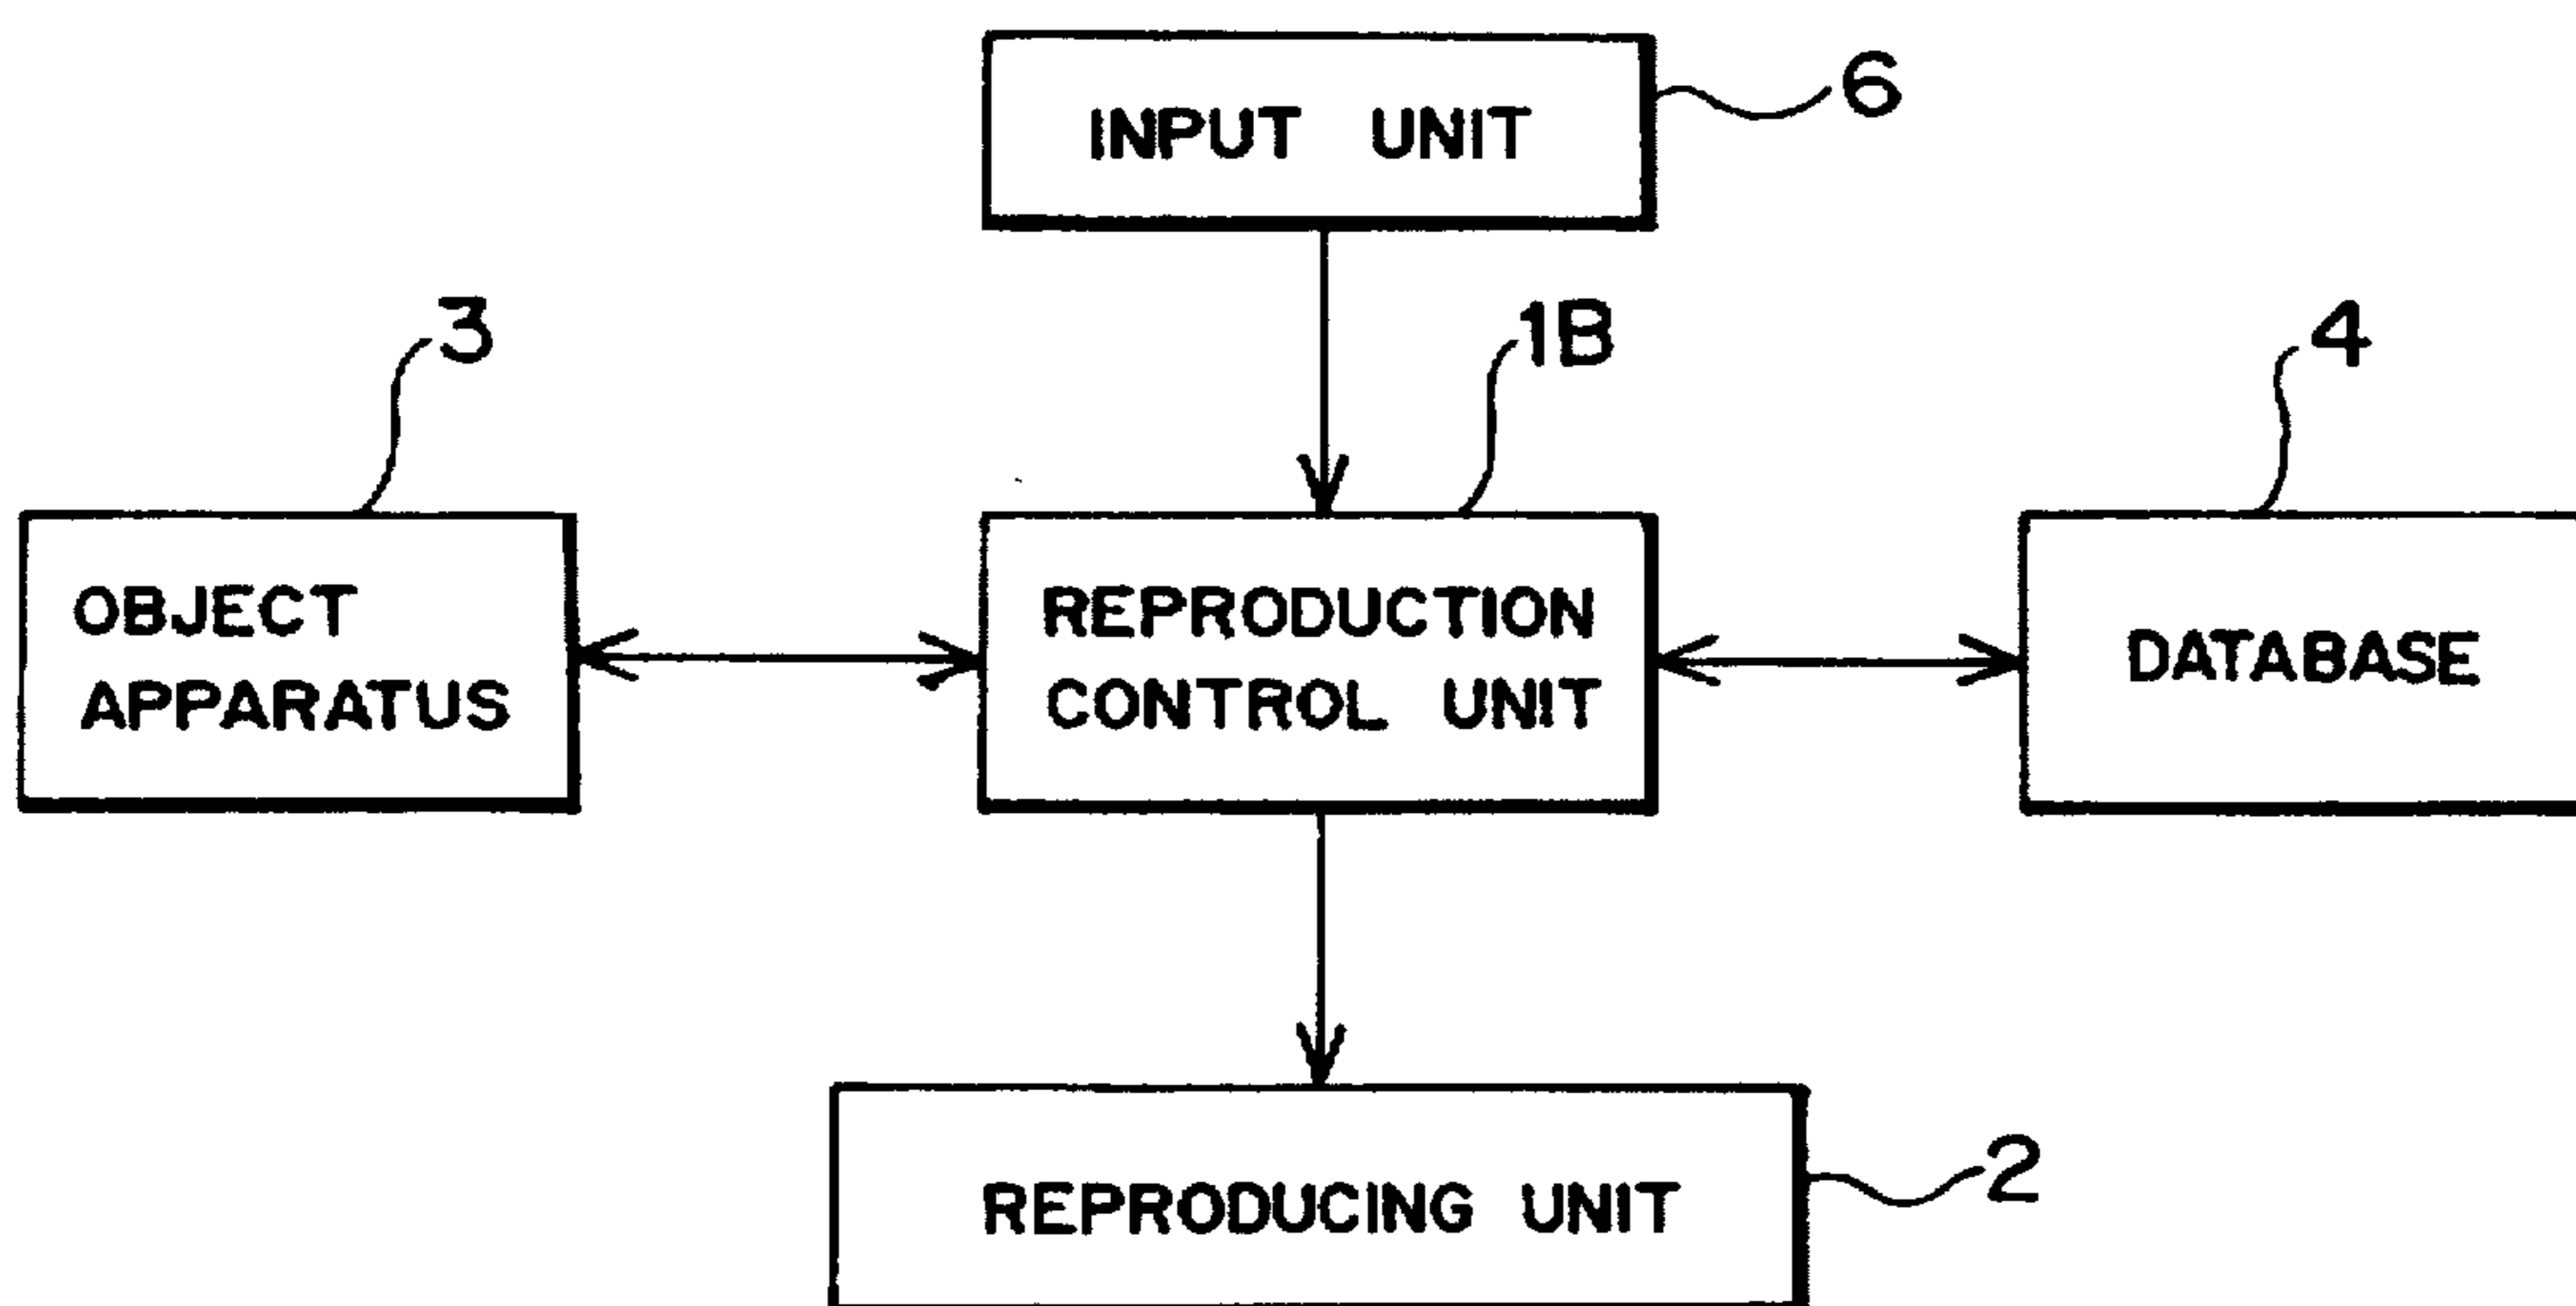 INPUT UNIT
6
3
1B
4
OBJECT
APPARATUS
REPRODUCTION
CONTROL UNIT
DATABASE
REPRODUCING UNIT
2